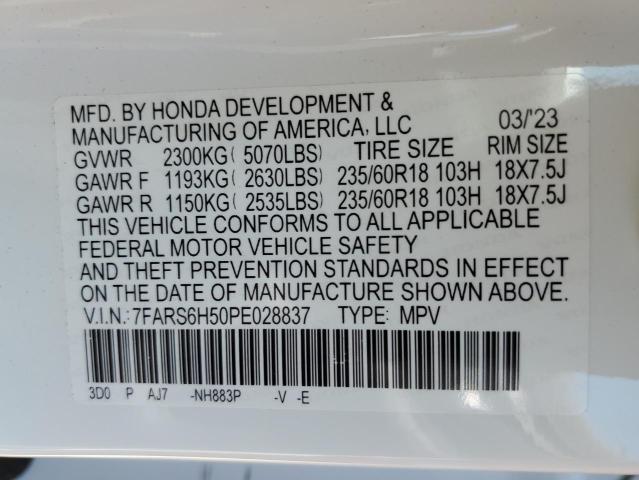 MFD. BY HONDA DEVELOPMENT &
MANUFACTURING OF AMERICA, LLC 03/'23
GVWR 2300KG( 5070LBS) TIRE SIZE RIM SIZE
GAWR F 1193KG( 2630LBS) 235/60R18 103H 18X7.5J
GAWR R 1150KG( 2535LBS) 235/60R18 103H 18X7.5J
THIS VEHICLE CONFORMS TO ALL APPLICABLE
FEDERAL MOTOR VEHICLE SAFETY
AND THEFT PREVENTION STANDARDS IN EFFECT
ON THE DATE OF MANUFACTURE SHOWN ABOVE.
V.I.N.:7FARS6H50PE028837 TYPE: MPV
3D0 P AJ7 -NH883P -V -E